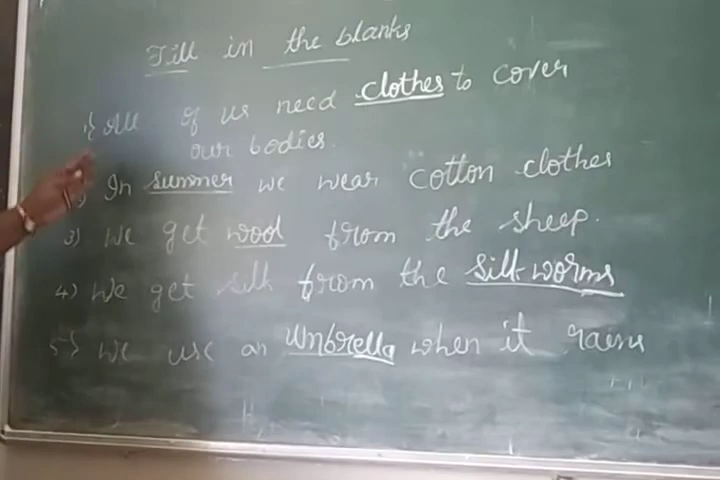 Fill in the blanks
1) All of us need clothes to cover
our bodies.
2) In summer we wear cotton clothes
3) We get wool from the sheep.
4) We get silk from the silk-worms
5) We use an umbrella when it rains